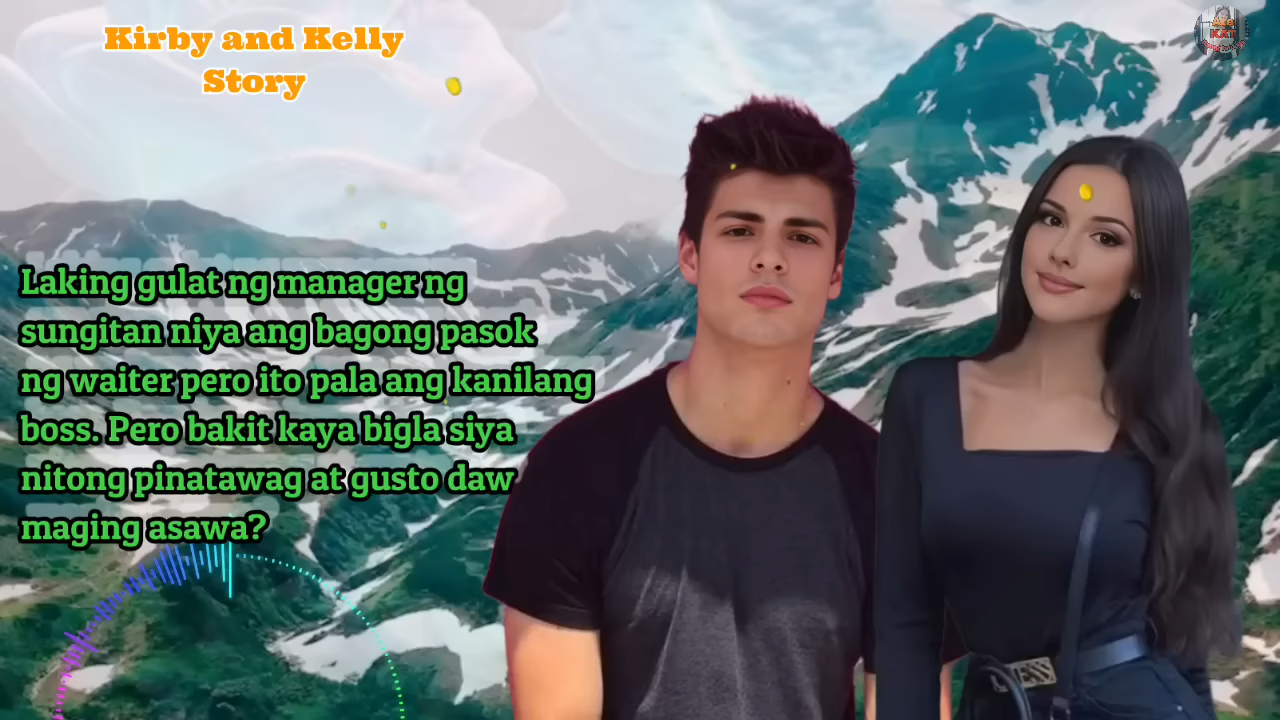 Kirby and Kelly
Story
Laking gulat ng manager ng
sungitan niya ang bagong pasok
ng waiter pero ito pala ang kanilang
boss. Pero bakit kaya bigla siya
nitong pinatawag at gusto daw
maging asawa?